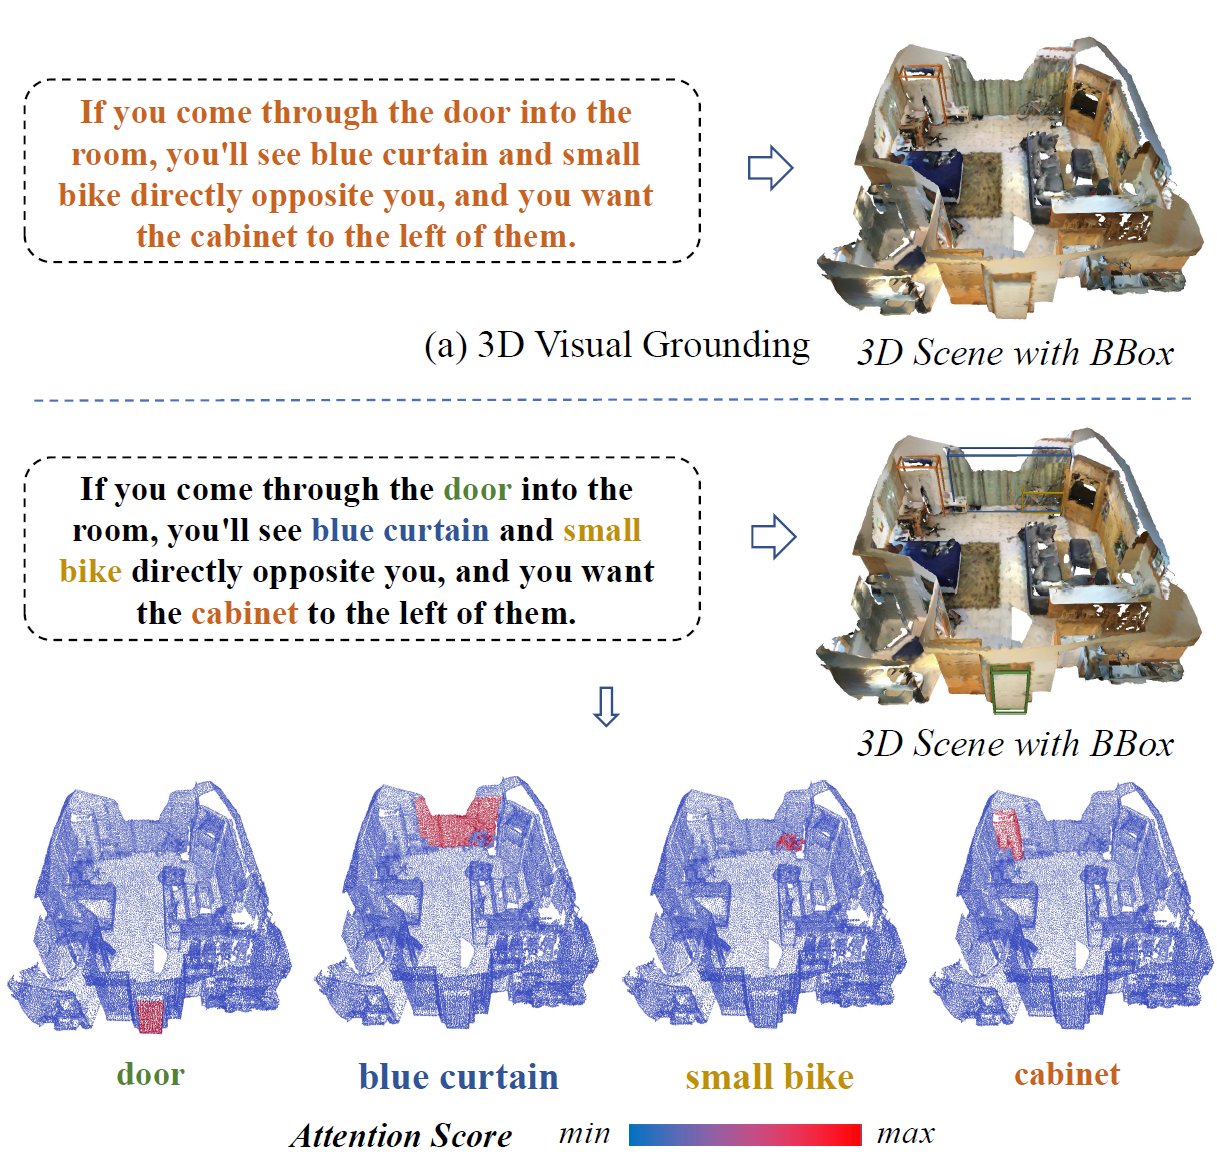 If you come through the door into the
room, you'll see blue curtain and small
bike directly opposite you, and you want
the cabinet to the left of them.
(a) 3D Visual Grounding
3D Scene with BBox
If you come through the door into the
room, you'll see blue curtain and small
bike directly opposite you, and you want
the cabinet to the left of them.
3D Scene with BBox
door
blue curtain
small bike
cabinet
Attention Score
min
max